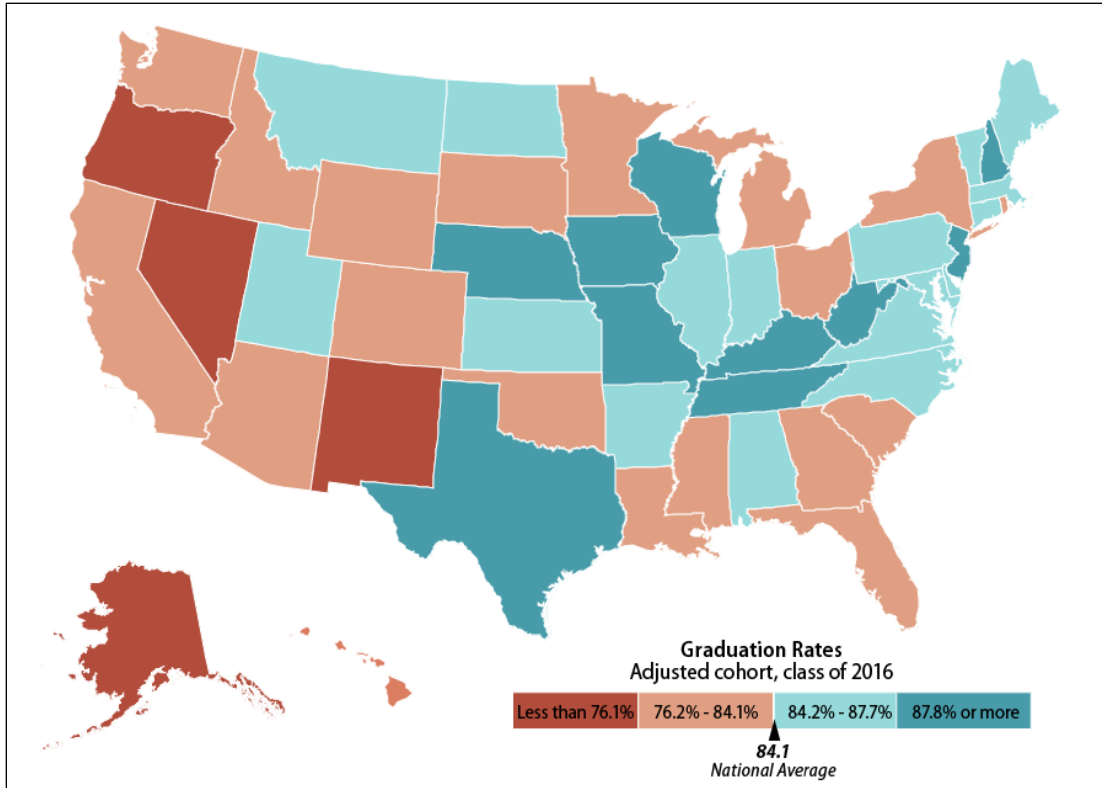 Graduation Rates
Adjusted cohort, class of 2016
Less than 76.1% 76.2% - 84.1% 84.2% - 87.7% 87.8% or more
84.1
National Average